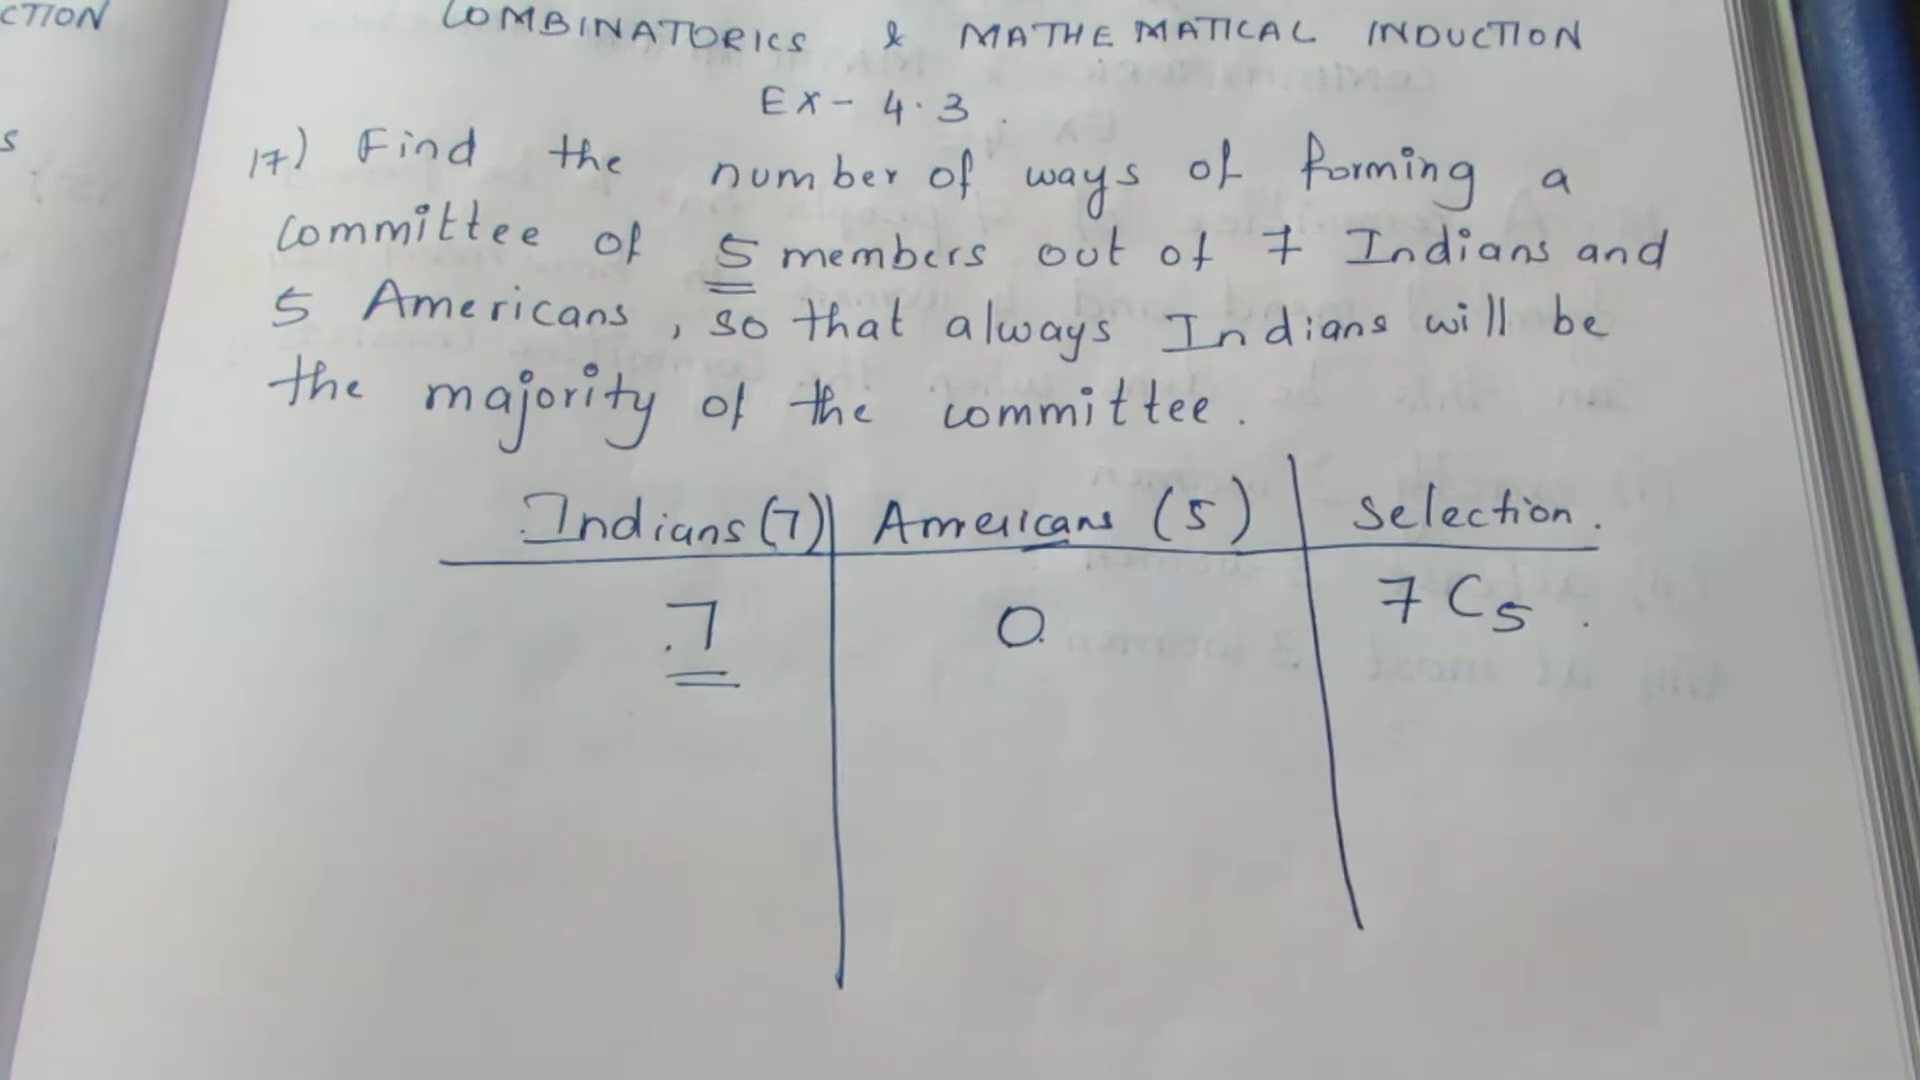 CTION
COMBINATORICS & MATHEMATICAL INDUCTION
Ex- 4.3.
s
17) Find the number of ways of forming a
committee of 5 members out of 7 Indians and
5 Americans, so that always Indians will be
the majority of the committee.
Indians (7) Americans (5) Selection.
7 0 7C5.